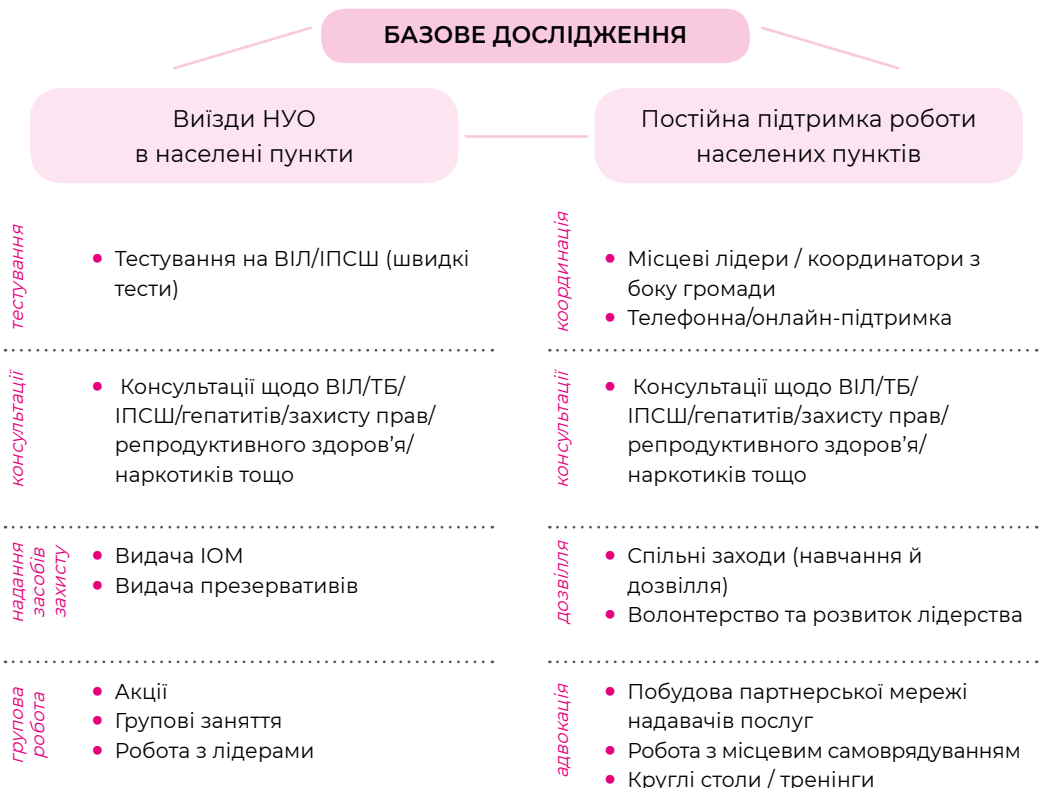 БАЗОВЕ ДОСЛІДЖЕННЯ
Виїзди НУО
в населені пункти
тестування
• Тестування на ВІЛ/ІПСШ (швидкі
тести)
консультації
• Консультації щодо ВІЛ/ТБ/
ІПСШ/гепатитів/захисту прав/
репродуктивного здоров’я/
наркотиків тощо
надання
засобів
захисту
• Видача ІОМ
• Видача презервативів
групова
робота
• Акції
• Групові заняття
• Робота з лідерами
Постійна підтримка роботи
населених пунктів
координація
• Місцеві лідери / координатори з
боку громади
• Телефонна/онлайн-підтримка
консультації
• Консультації щодо ВІЛ/ТБ/
ІПСШ/гепатитів/захисту прав/
репродуктивного здоров’я/
наркотиків тощо
дозвілля
• Спільні заходи (навчання й
дозвілля)
• Волонтерство та розвиток лідерства
адвокація
• Побудова партнерської мережі
надавачів послуг
• Робота з місцевим самоврядуванням
• Круглі столи / тренінги